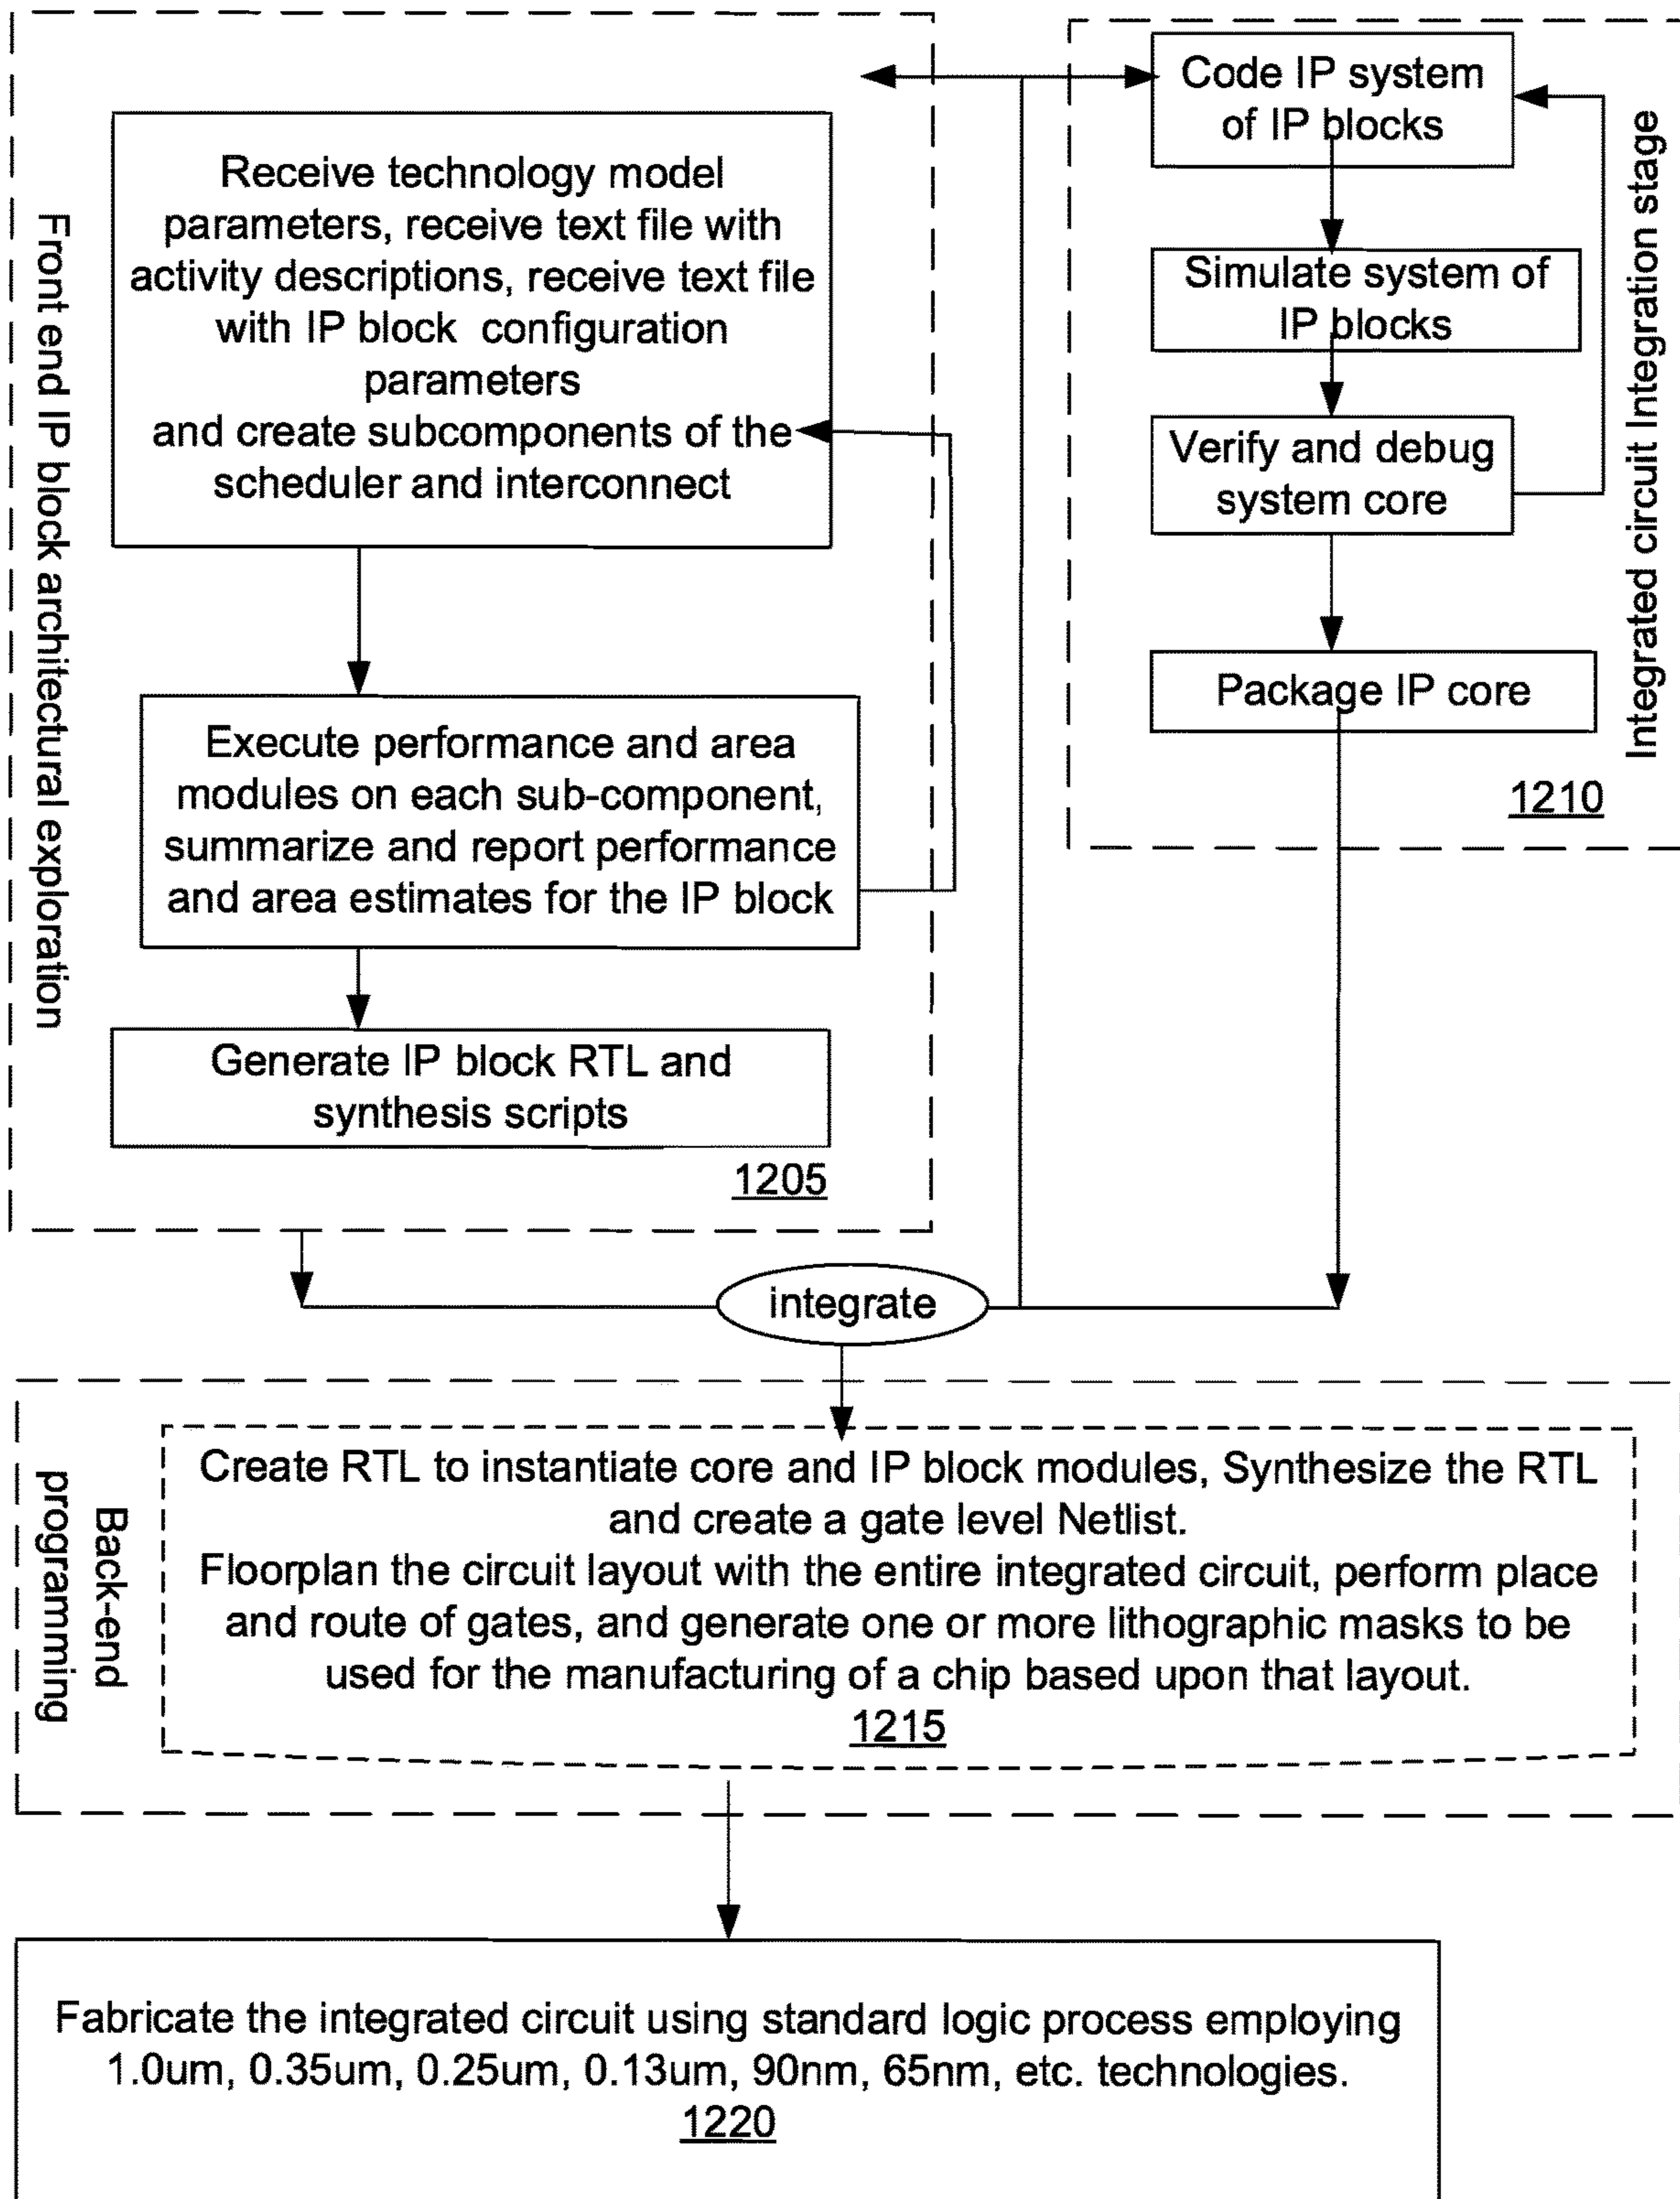 Front end IP block architectural exploration
Receive technology model
parameters, receive text file with
activity descriptions, receive text file
with IP block configuration
parameters
and create subcomponents of the
scheduler and interconnect
Execute performance and area
modules on each sub-component,
summarize and report performance
and area estimates for the IP block
Generate IP block RTL and
synthesis scripts
1205
Code IP system
of IP blocks
Simulate system of
IP blocks
Verify and debug
system core
Package IP core
1210
Integrated circuit Integration stage
integrate
Back-end
programming
Create RTL to instantiate core and IP block modules, Synthesize the RTL
and create a gate level Netlist.
Floorplan the circuit layout with the entire integrated circuit, perform place
and route of gates, and generate one or more lithographic masks to be
used for the manufacturing of a chip based upon that layout.
1215
Fabricate the integrated circuit using standard logic process employing
1.0um, 0.35um, 0.25um, 0.13um, 90nm, 65nm, etc. technologies.
1220